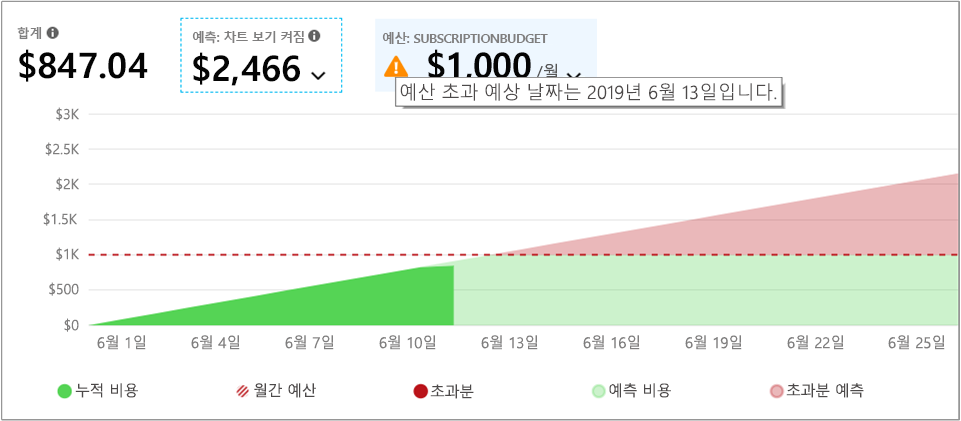 합계
예측: 차트 보기 켜짐
예산: SUBSCRIPTIONBUDGET
$847.04
$2,466
$1,000 /월
예산 초과 예상 날짜는 2019년 6월 13일입니다.
$3K
$2.5K
$2K
$1.5K
$1K
$500
$0
6월 1일
6월 4일
6월 7일
6월 10일
6월 13일
6월 16일
6월 19일
6월 22일
6월 25일
누적 비용
월간 예산
초과분
예측 비용
초과분 예측